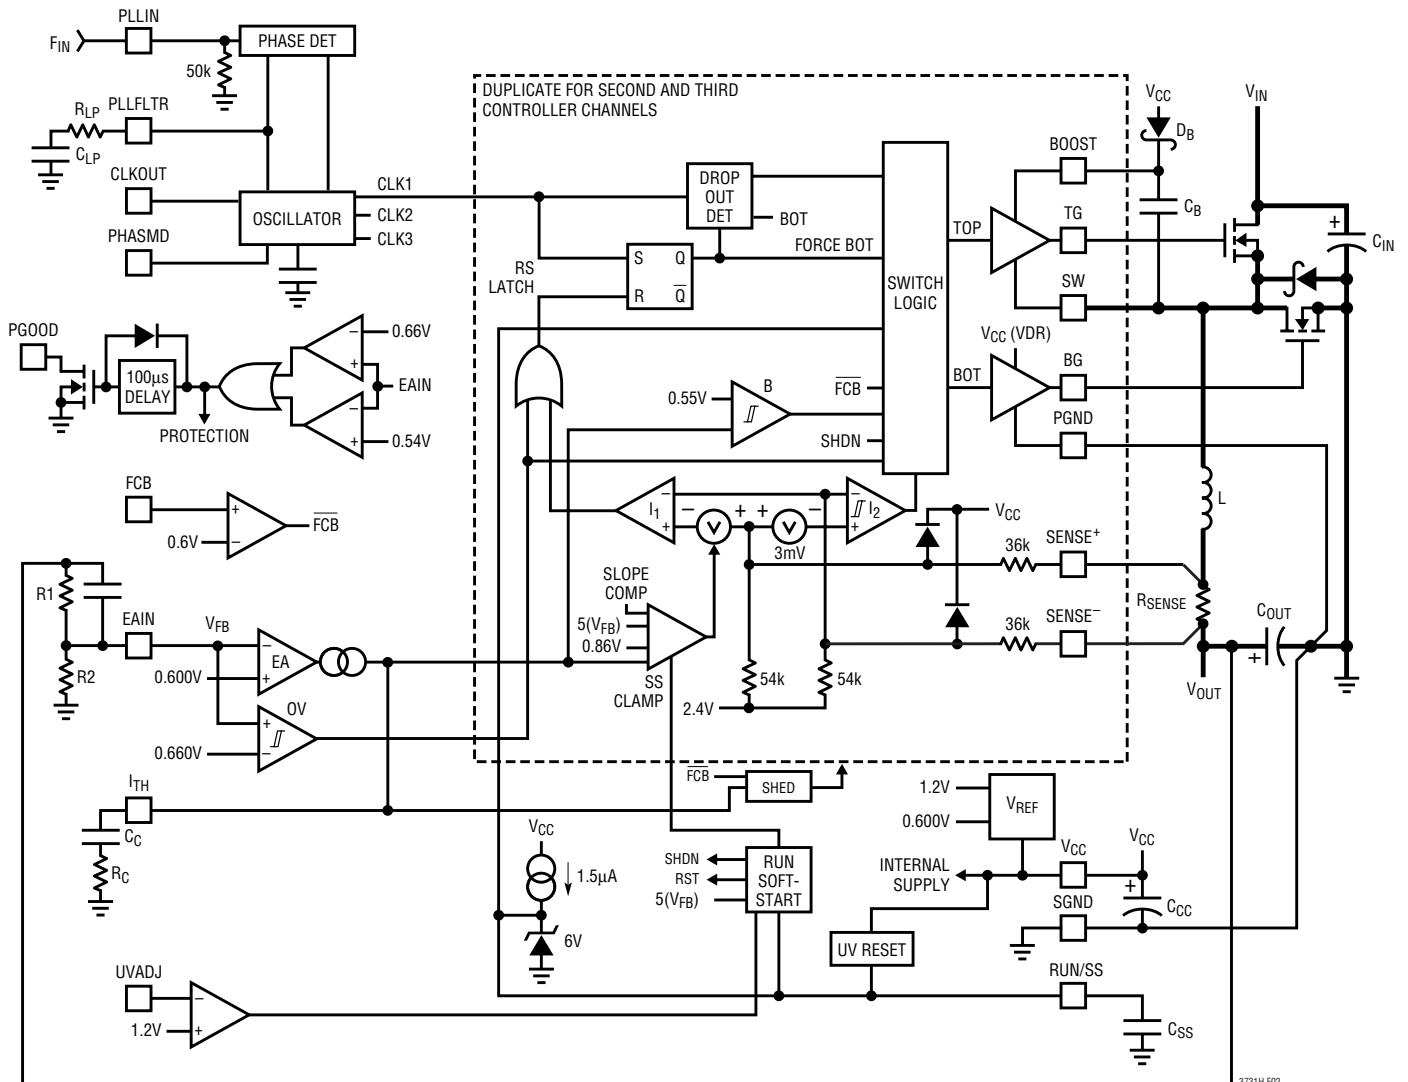 PLLIN
F_IN
PHASE DET
50k
R_LP
PLLFLTR
C_LP
CLKOUT
OSCILLATOR
CLK1
CLK2
CLK3
PHASMD
DUPLICATE FOR SECOND AND THIRD
CONTROLLER CHANNELS
DROP
OUT
DET
BOT
FORCE BOT
RS
LATCH
S
Q
R
Q̅
SWITCH
LOGIC
TOP
BOT
V_CC
D_B
BOOST
C_B
TG
SW
V_IN
+
C_IN
V_CC (VDR)
BG
PGND
PGOOD
100µs
DELAY
PROTECTION
−
0.66V
+
EAIN
−
+
0.54V
B
0.55V
F̅C̅B̅
SHDN
FCB
+
0.6V
−
F̅C̅B̅
I_1
−
+
−
+
+
−
3mV
−
+
I_2
V_CC
36k
SENSE+
36k
SENSE−
L
R_SENSE
C_OUT
+
V_OUT
SLOPE
COMP
5(V_FB)
0.86V
SS
CLAMP
54k
54k
2.4V
R1
EAIN
R2
V_FB
−
EA
+
0.600V
OV
+
−
0.660V
I_TH
C_C
R_C
F̅C̅B̅
SHED
1.2V
0.600V
V_REF
V_CC
1.5µA
6V
SHDN
RST
5(V_FB)
RUN
SOFT-
START
INTERNAL
SUPPLY
V_CC
V_CC
+
C_CC
SGND
UV RESET
RUN/SS
C_SS
UVADJ
−
1.2V
+
3731H F02